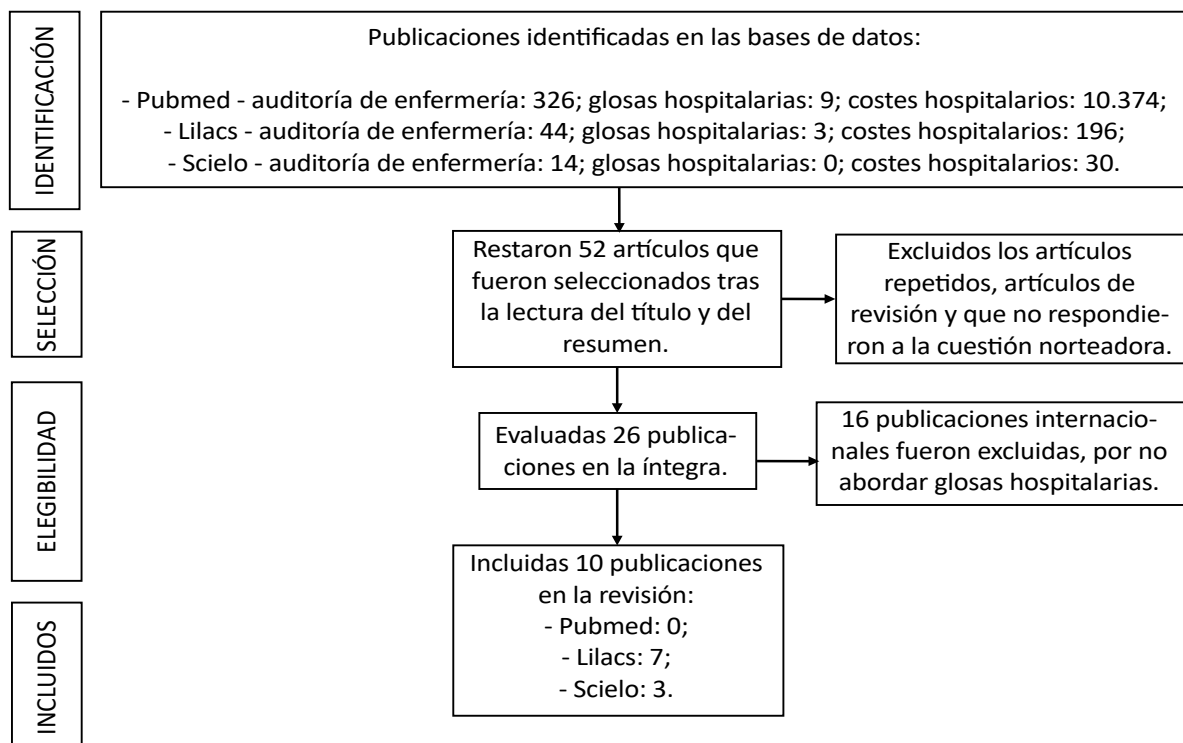 IDENTIFICACIÓN
Publicaciones identificadas en las bases de datos:
- Pubmed - auditoría de enfermería: 326; glosas hospitalarias: 9; costes hospitalarios: 10.374;
- Lilacs - auditoría de enfermería: 44; glosas hospitalarias: 3; costes hospitalarios: 196;
- Scielo - auditoría de enfermería: 14; glosas hospitalarias: 0; costes hospitalarios: 30.
SELECCIÓN
Restaron 52 artículos que
fueron seleccionados tras
la lectura del título y del
resumen.
Excluidos los artículos
repetidos, artículos de
revisión y que no respondie-
ron a la cuestión norteadora.
ELEGIBILIDAD
Evaluadas 26 publica-
ciones en la íntegra.
16 publicaciones internacio-
nales fueron excluidas, por no
abordar glosas hospitalarias.
INCLUIDOS
Incluidas 10 publicaciones
en la revisión:
- Pubmed: 0;
- Lilacs: 7;
- Scielo: 3.